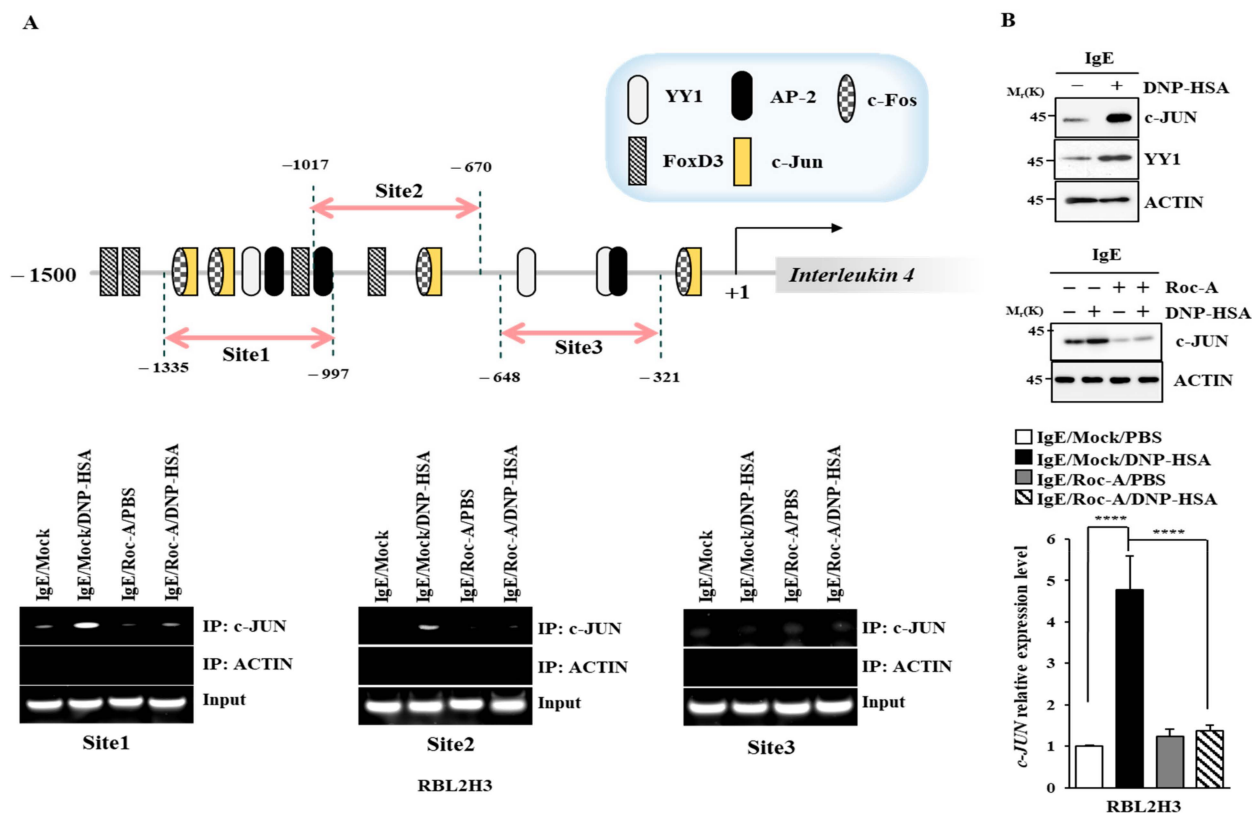 A
YY1 AP-2 c-Fos
FoxD3 c-Jun
−1017 −670
Site2
−1500
+1
Interleukin 4
Site1 Site3
−1335 −997 −648 −321
IgE/Mock
IgE/Mock/DNP-HSA
IgE/Roc-A/PBS
IgE/Roc-A/DNP-HSA
IP: c-JUN
IP: ACTIN
Input
Site1
IgE/Mock
IgE/Mock/DNP-HSA
IgE/Roc-A/PBS
IgE/Roc-A/DNP-HSA
IP: c-JUN
IP: ACTIN
Input
Site2
IgE/Mock
IgE/Mock/DNP-HSA
IgE/Roc-A/PBS
IgE/Roc-A/DNP-HSA
IP: c-JUN
IP: ACTIN
Input
Site3
RBL2H3
B
IgE
− + DNP-HSA
Mr(K)
45 c-JUN
45 YY1
45 ACTIN
IgE
− − + + Roc-A
− + − + DNP-HSA
Mr(K)
45 c-JUN
45 ACTIN
IgE/Mock/PBS
IgE/Mock/DNP-HSA
IgE/Roc-A/PBS
IgE/Roc-A/DNP-HSA
**** ****
c-JUN relative expression level
6
5
4
3
2
1
0
RBL2H3